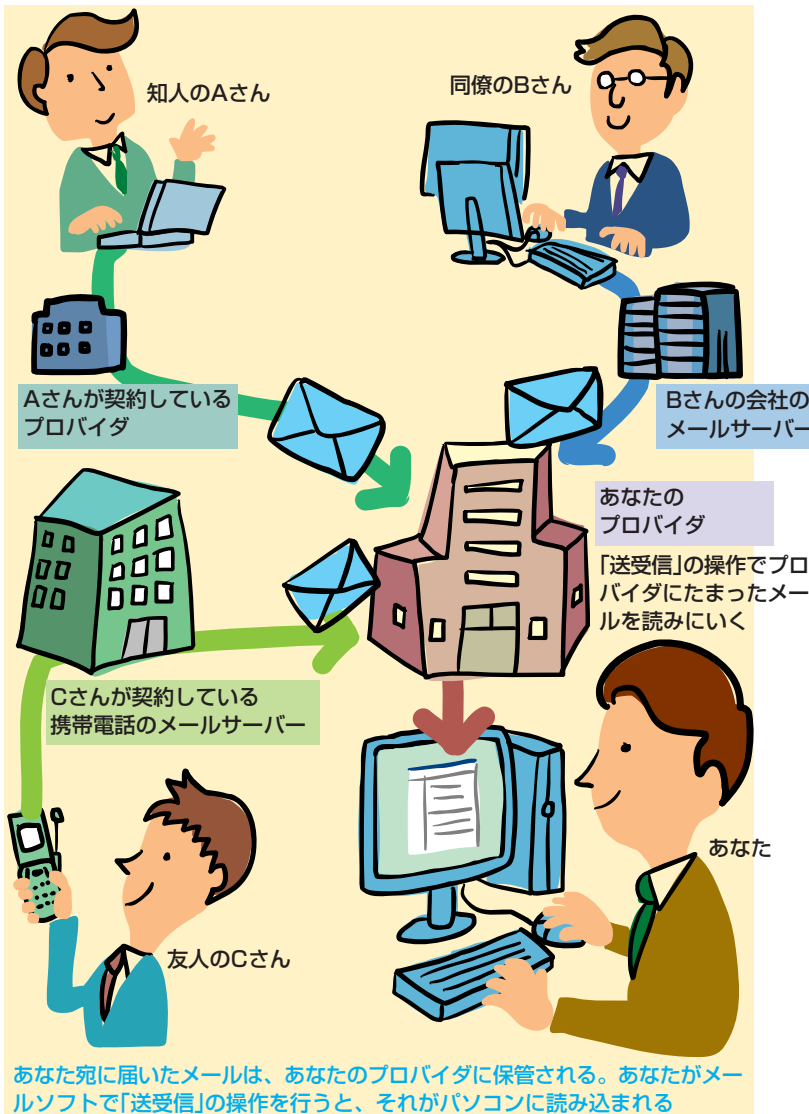 知人のAさん
同僚のBさん
Aさんが契約している
プロバイダ
Bさんの会社の
メールサーバー
あなたの
プロバイダ
「送受信」の操作でプロ
バイダにたまったメー
ルを読みにいく
Cさんが契約している
携帯電話のメールサーバー
あなた
友人のCさん
あなた宛に届いたメールは、あなたのプロバイダに保管される。あなたがメー
ルソフトで「送受信」の操作を行うと、それがパソコンに読み込まれる